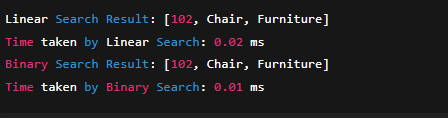 Linear Search Result: [102, Chair, Furniture]
Time taken by Linear Search: 0.02 ms
Binary Search Result: [102, Chair, Furniture]
Time taken by Binary Search: 0.01 ms